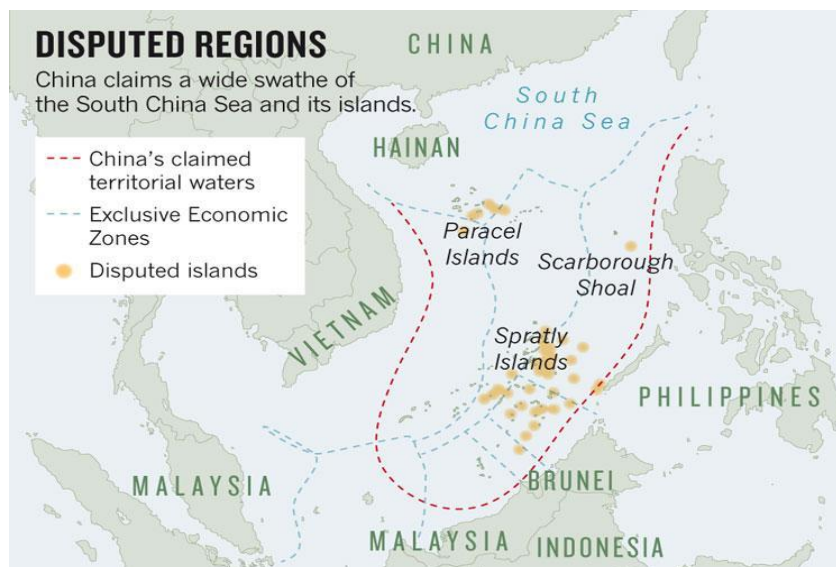 DISPUTED REGIONS
China claims a wide swathe of
the South China Sea and its islands.
China's claimed
territorial waters
Exclusive Economic
Zones
Disputed islands
CHINA
South
China Sea
HAINAN
Paracel
Islands
Scarborough
Shoal
VIETNAM
Spratly
Islands
PHILIPPINES
MALAYSIA
BRUNEI
MALAYSIA
INDONESIA